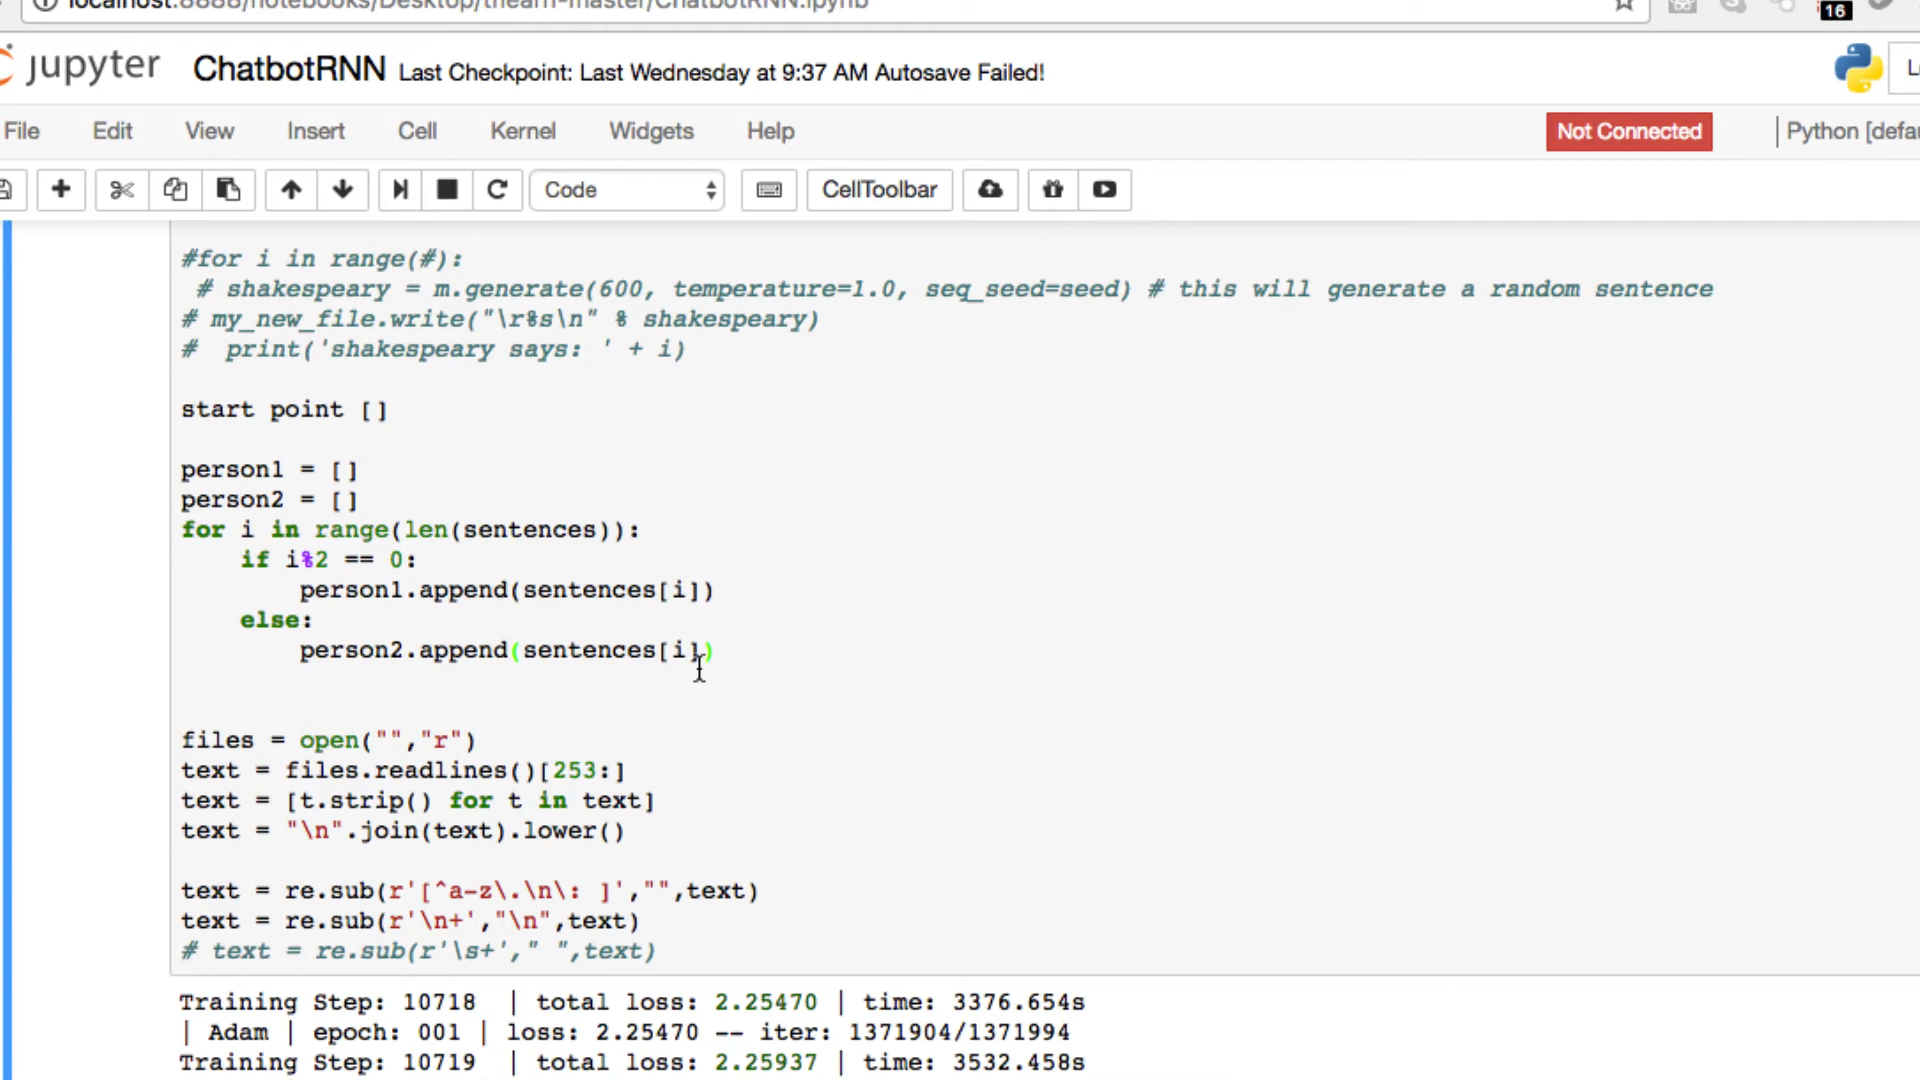 localhost:8888/notebooks/Desktop/tflearn-master/ChatbotRNN.ipynb
16
jupyter ChatbotRNN Last Checkpoint: Last Wednesday at 9:37 AM Autosave Failed!
File Edit View Insert Cell Kernel Widgets Help Not Connected Python [defau
Code CellToolbar
#for i in range(#):
# shakespeary = m.generate(600, temperature=1.0, seq_seed=seed) # this will generate a random sentence
# my_new_file.write("\r%s\n" % shakespeary)
# print('shakespeary says: ' + i)
start point []
person1 = []
person2 = []
for i in range(len(sentences)):
if i%2 == 0:
person1.append(sentences[i])
else:
person2.append(sentences[i])
files = open("","r")
text = files.readlines()[253:]
text = [t.strip() for t in text]
text = "\n".join(text).lower()
text = re.sub(r'[^a-z\.\n\: ]',"",text)
text = re.sub(r'\n+',"\n",text)
# text = re.sub(r'\s+'," ",text)
Training Step: 10718 | total loss: 2.25470 | time: 3376.654s
| Adam | epoch: 001 | loss: 2.25470 -- iter: 1371904/1371994
Training Step: 10719 | total loss: 2.25937 | time: 3532.458s